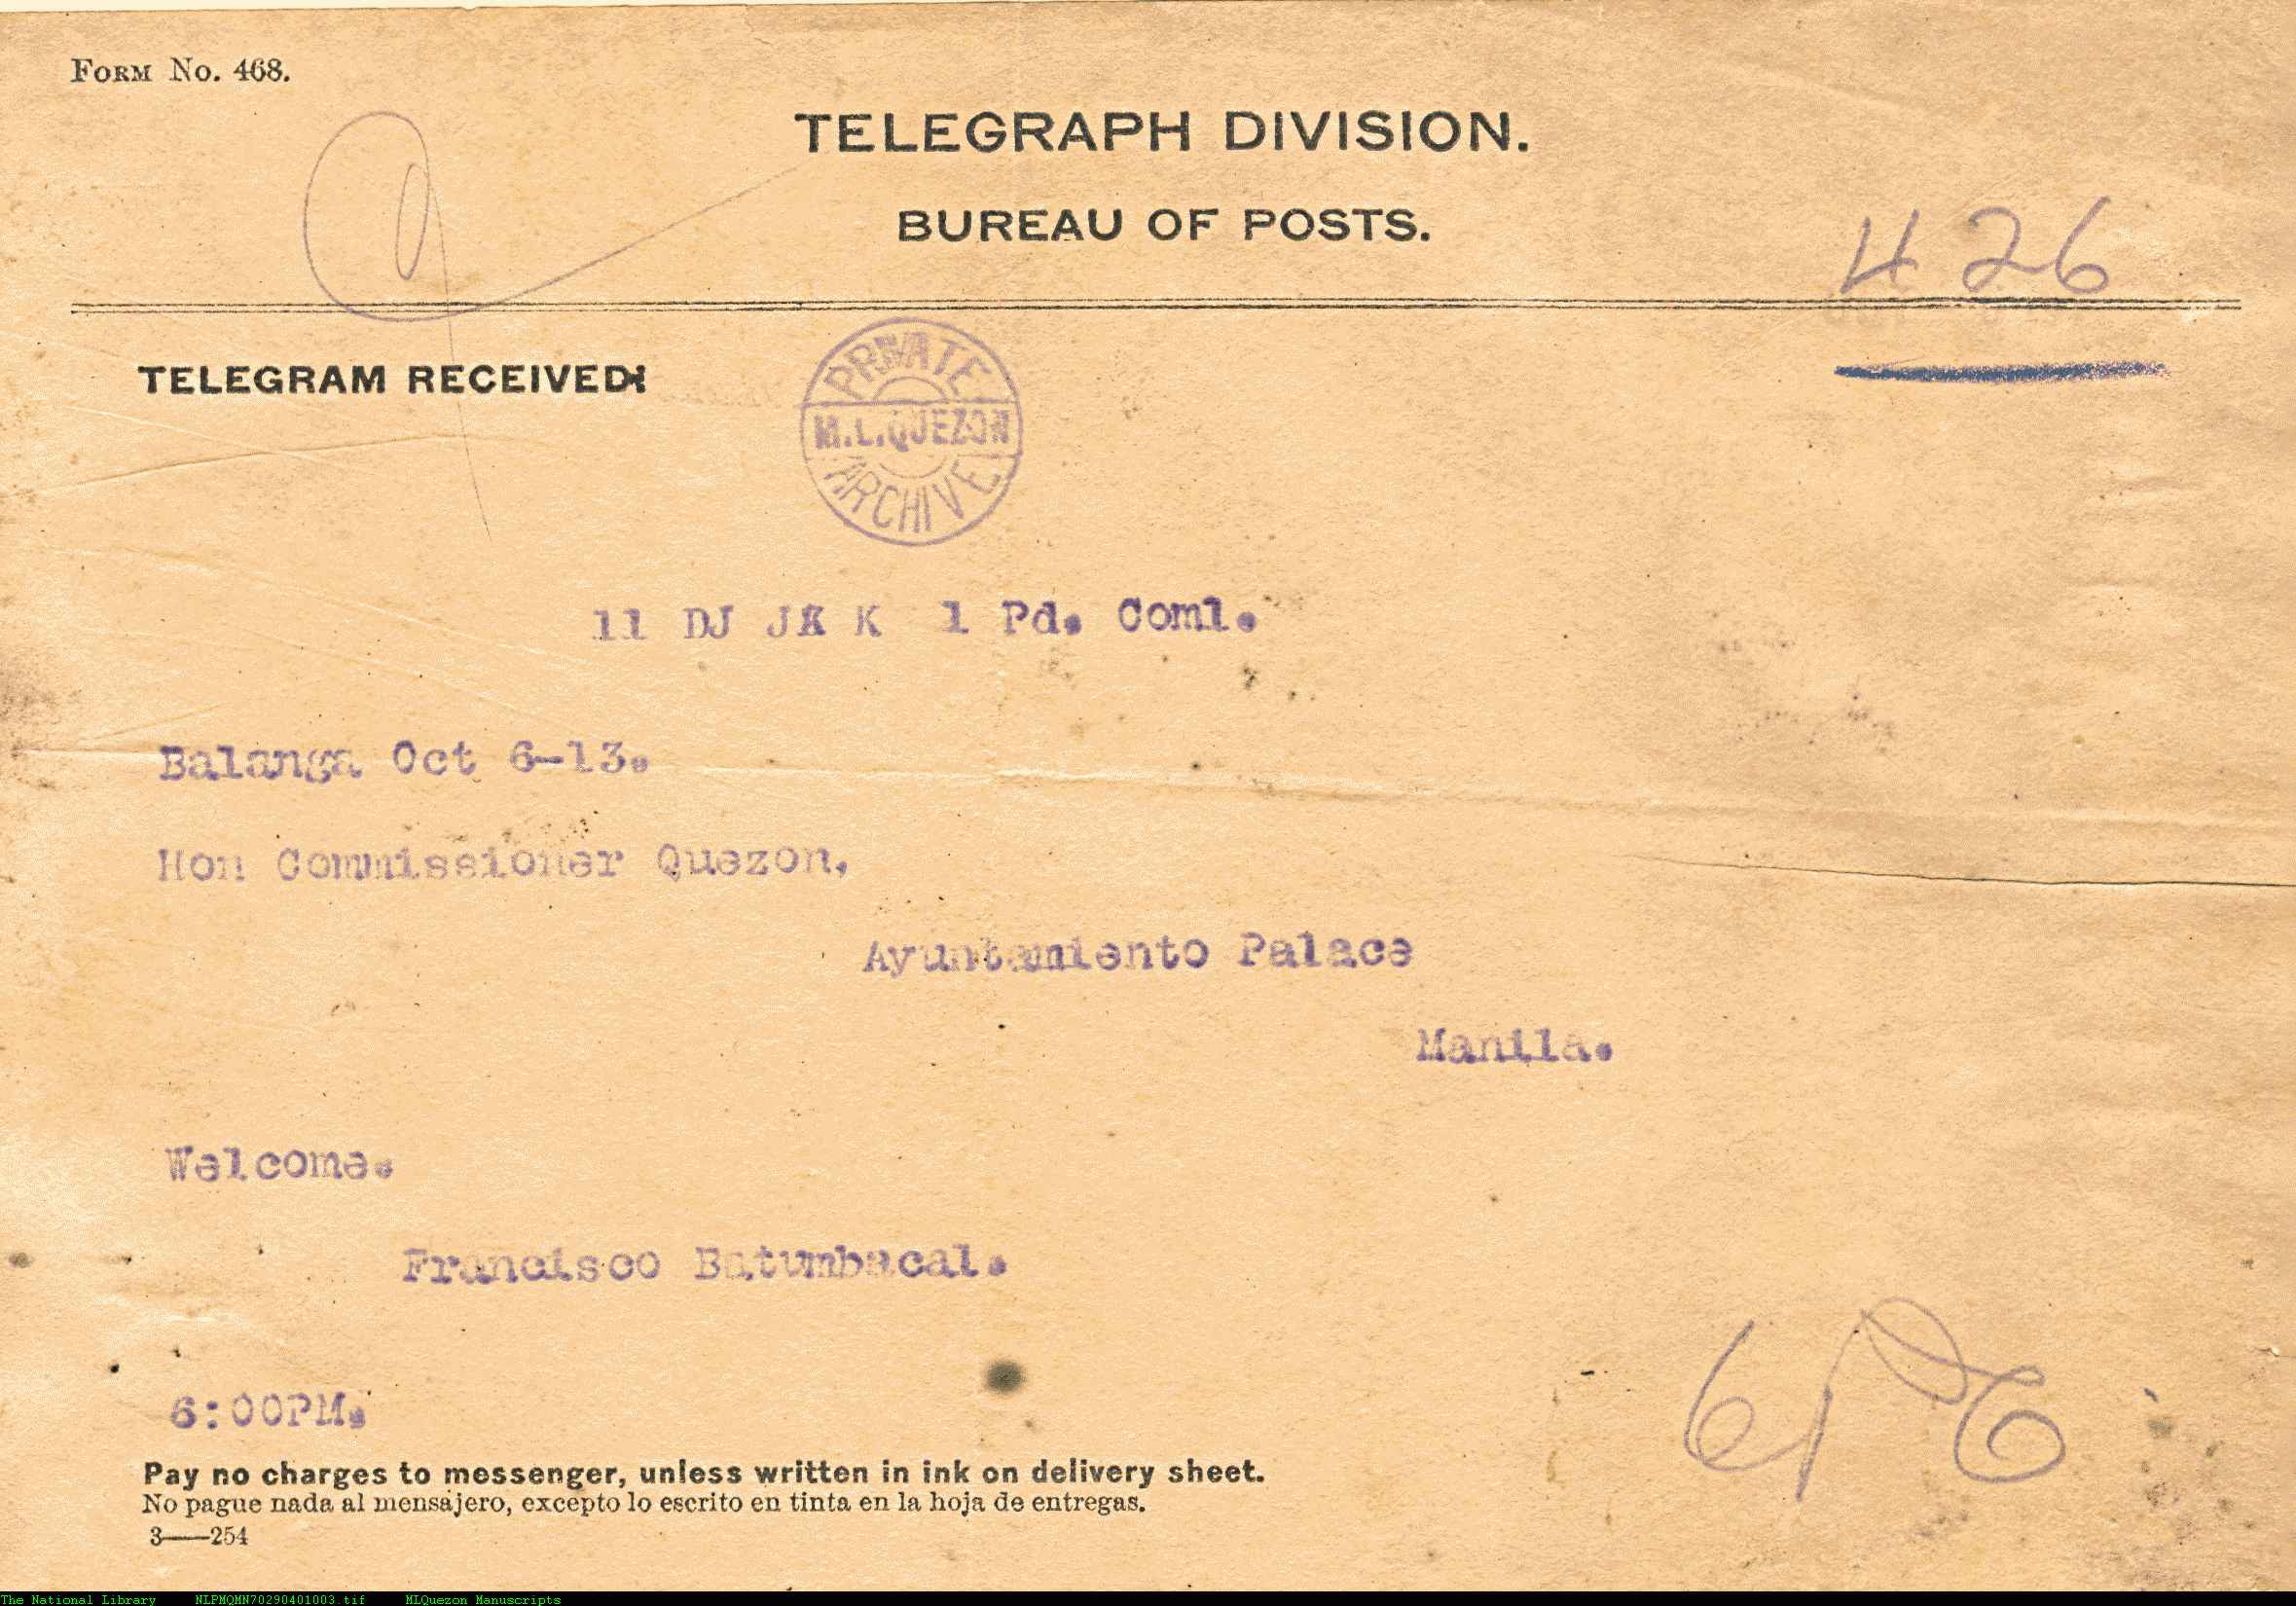 FORM No. 468.
TELEGRAPH DIVISION.
BUREAU OF POSTS.
426
TELEGRAM RECEIVED:
PRIVATE
M.L.QUEZON
ARCHIVE
11 DJ JK K 1 Pd. Coml.
Balanga Oct 6-13.
Hon Commissioner Quezon,
Ayuntamiento Palace
Manila.
Welcome.
Francisco Batumbacal.
6:00PM.
Pay no charges to messenger, unless written in ink on delivery sheet.
No pague nada al mensajero, excepto lo escrito en tinta en la hoja de entregas.
3—254
The National Library NLPMQMN70290401003.tif MLQuezon Manuscripts